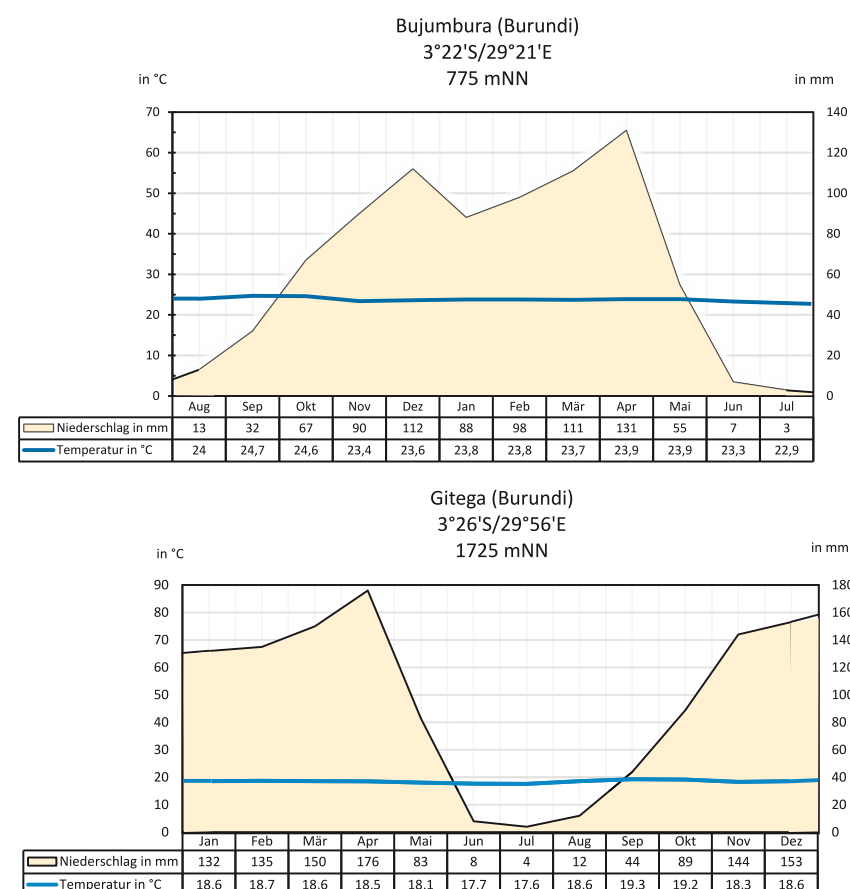 Bujumbura (Burundi)
3°22'S/29°21'E
775 mNN
in °C
in mm
70 140
60 120
50 100
40 80
30 60
20 40
10 20
0 0
Aug Sep Okt Nov Dez Jan Feb Mär Apr Mai Jun Jul
Niederschlag in mm 13 32 67 90 112 88 98 111 131 55 7 3
Temperatur in °C 24 24,7 24,6 23,4 23,6 23,8 23,8 23,7 23,9 23,9 23,3 22,9
Gitega (Burundi)
3°26'S/29°56'E
1725 mNN
in °C
in mm
90 180
80 160
70 140
60 120
50 100
40 80
30 60
20 40
10 20
0 0
Jan Feb Mär Apr Mai Jun Jul Aug Sep Okt Nov Dez
Niederschlag in mm 132 135 150 176 83 8 4 12 44 89 144 153
Temperatur in °C 18.6 18.7 18.6 18.5 18.1 17.7 17.6 18.6 19.3 19.2 18.3 18.6